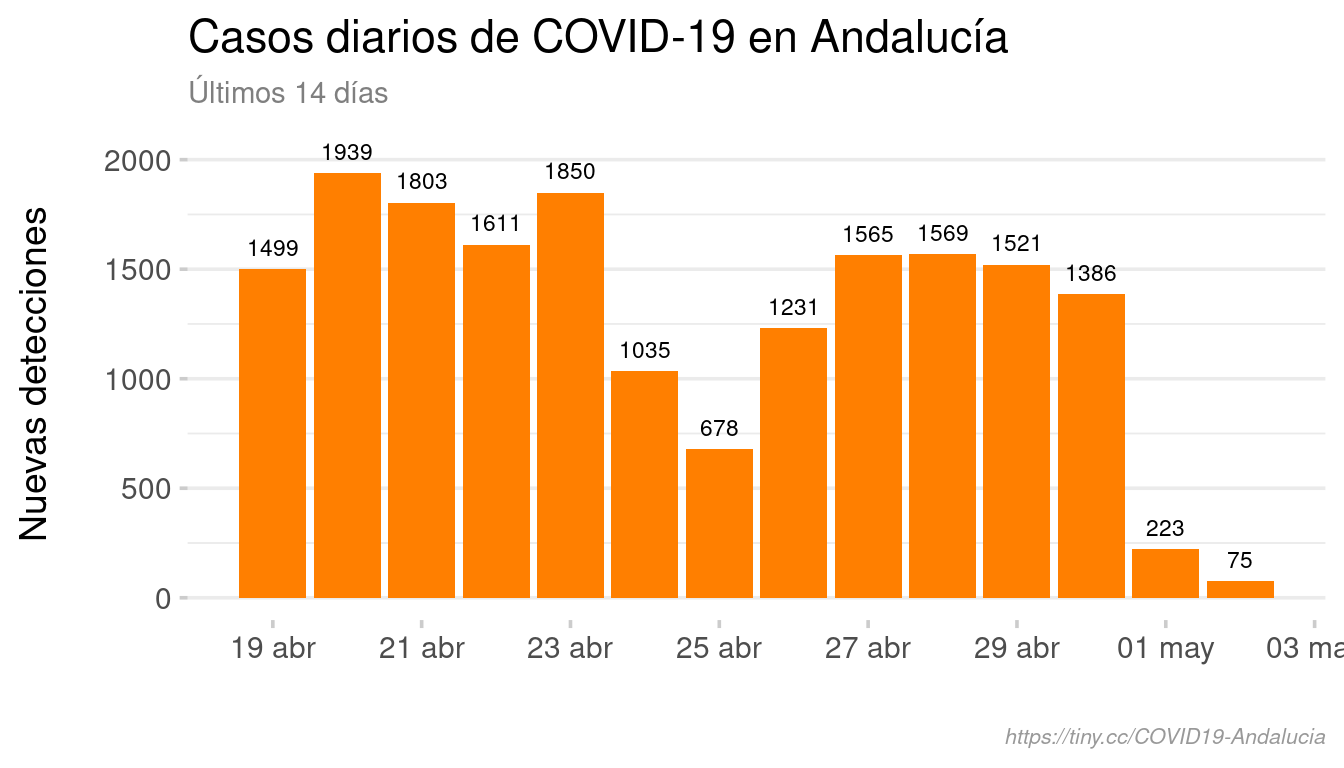 Casos diarios de COVID-19 en Andalucía
Últimos 14 días
Nuevas detecciones
2000
1500
1000
500
0
1499
1939
1803
1611
1850
1035
678
1231
1565
1569
1521
1386
223
75
19 abr
21 abr
23 abr
25 abr
27 abr
29 abr
01 may
03 ma
https://tiny.cc/COVID19-Andalucia